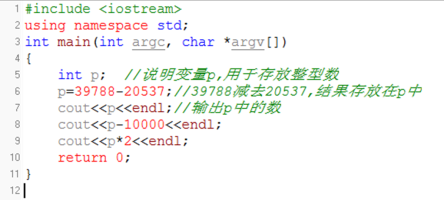 1 #include <iostream>
2 using namespace std;
3 int main(int argc, char *argv[])
4 {
5 int p; //说明变量p,用于存放整型数
6 p=39788-20537;//39788减去20537,结果存放在p中
7 cout<<p<<endl;//输出p中的数
8 cout<<p-10000<<endl;
9 cout<<p*2<<endl;
10 return 0;
11 }
12